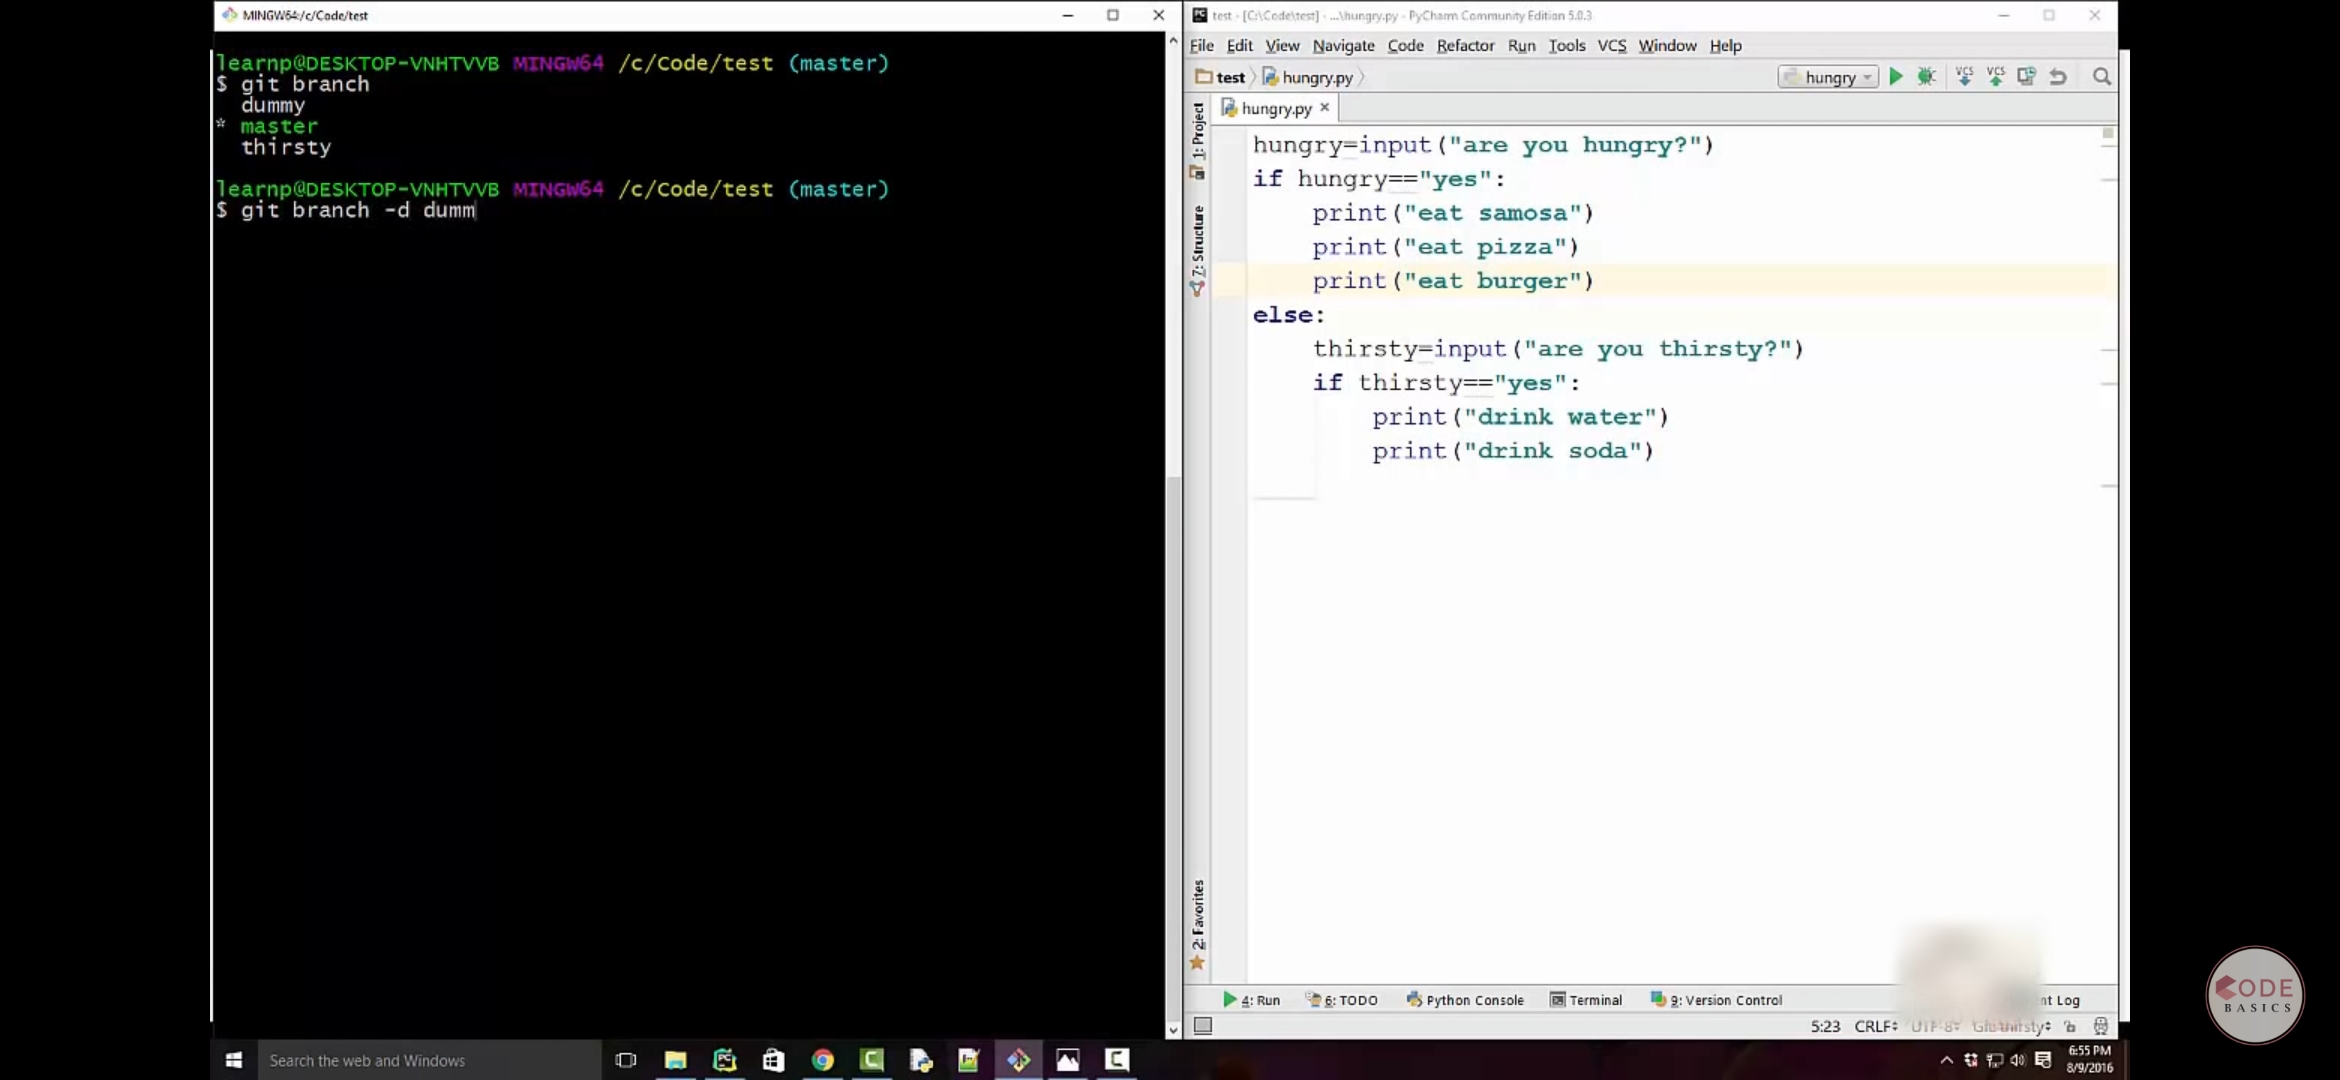 MINGW64:/c/Code/test
learnp@DESKTOP-VNHTVVB MINGW64 /c/Code/test (master)
$ git branch
dummy
* master
thirsty
learnp@DESKTOP-VNHTVVB MINGW64 /c/Code/test (master)
$ git branch -d dumm
test - [C:\Code\test] - ...\hungry.py - PyCharm Community Edition 5.0.3
File Edit View Navigate Code Refactor Run Tools VCS Window Help
test hungry.py hungry VCS VCS
hungry.py
1: Project
7: Structure
hungry=input("are you hungry?")
if hungry=="yes":
print("eat samosa")
print("eat pizza")
print("eat burger")
else:
thirsty=input("are you thirsty?")
if thirsty=="yes":
print("drink water")
print("drink soda")
2: Favorites
4: Run 6: TODO Python Console Terminal 9: Version Control Log
5:23 CRLF UTF-8 Git: thirsty
CODE
BASICS
Search the web and Windows
6:55 PM
8/9/2016